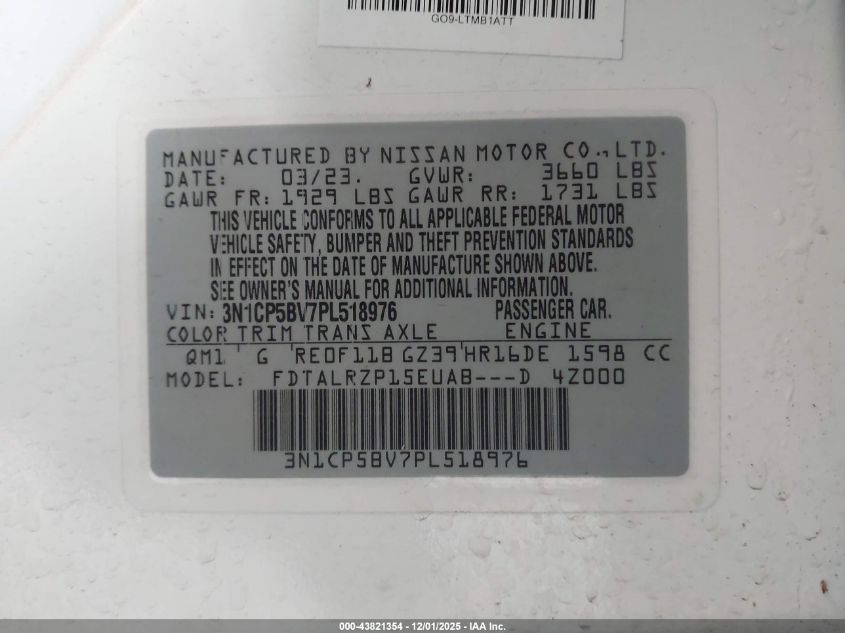 GO9-LTMB1ATT
MANUFACTURED BY NISSAN MOTOR CO., LTD.
DATE: 03/23. GVWR: 3660 LBS
GAWR FR: 1929 LBS GAWR RR: 1731 LBS
THIS VEHICLE CONFORMS TO ALL APPLICABLE FEDERAL MOTOR
VEHICLE SAFETY, BUMPER AND THEFT PREVENTION STANDARDS
IN EFFECT ON THE DATE OF MANUFACTURE SHOWN ABOVE.
SEE OWNER'S MANUAL FOR ADDITIONAL INFORMATION.
VIN: 3N1CP5BV7PL518976 PASSENGER CAR.
COLOR TRIM TRANS AXLE ENGINE
QM1 G RE0F11B GZ39 HR16DE 1598 CC
MODEL: FDTALRZP15EUAB---D 4Z000
3N1CP5BV7PL518976
000-43821354 - 12/01/2025 - IAA Inc.